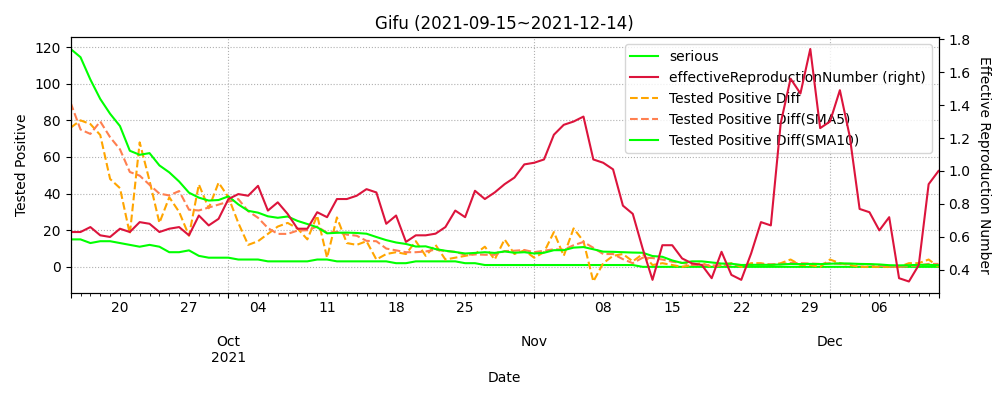 Gifu (2021-09-15~2021-12-14)
120
100
80
60
40
20
0
Tested Positive
1.8
1.6
1.4
1.2
1.0
0.8
0.6
0.4
Effective Reproduction Number
serious
effectiveReproductionNumber (right)
Tested Positive Diff
Tested Positive Diff(SMA5)
Tested Positive Diff(SMA10)
20 27 04 11 18 25 08 15 22 29 06
Oct Nov Dec
2021
Date